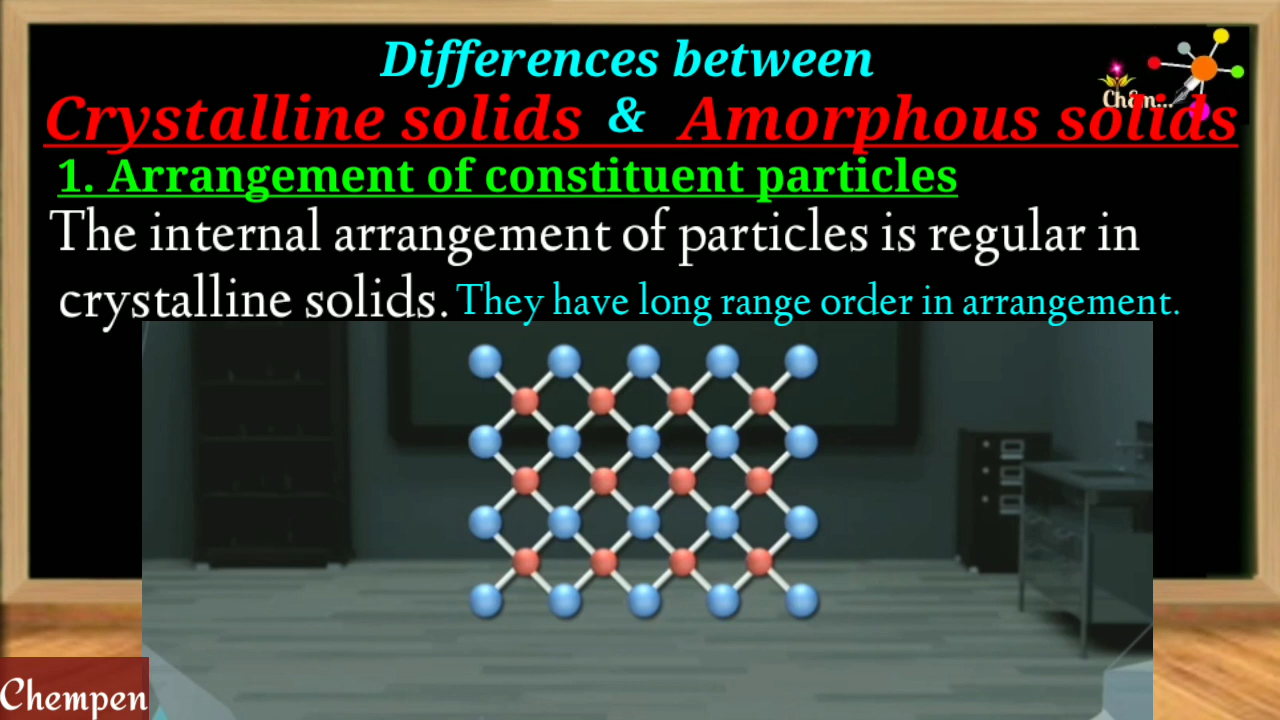 Differences between
Crystalline solids & Amorphous solids
1. Arrangement of constituent particles
The internal arrangement of particles is regular in
crystalline solids. They have long range order in arrangement.
Chempen